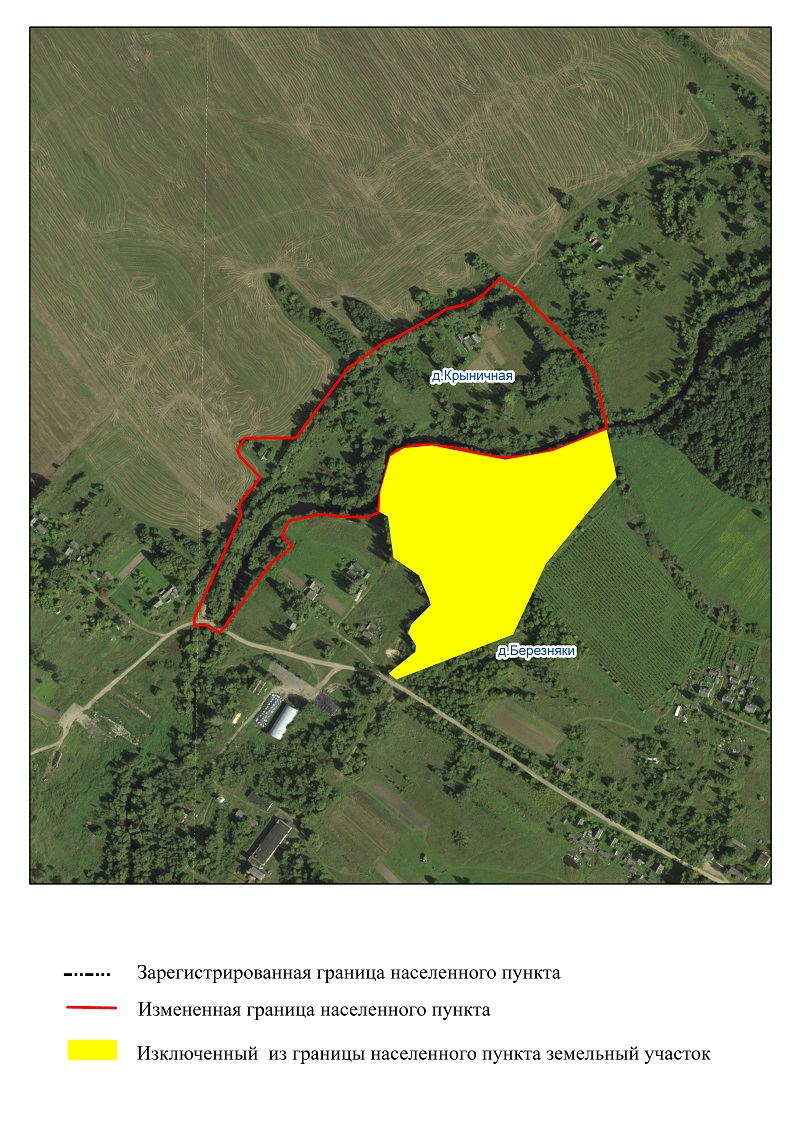 д.Крыничная
д.Березняки
Зарегистрированная граница населенного пункта
Измененная граница населенного пункта
Изключенный из границы населенного пункта земельный участок